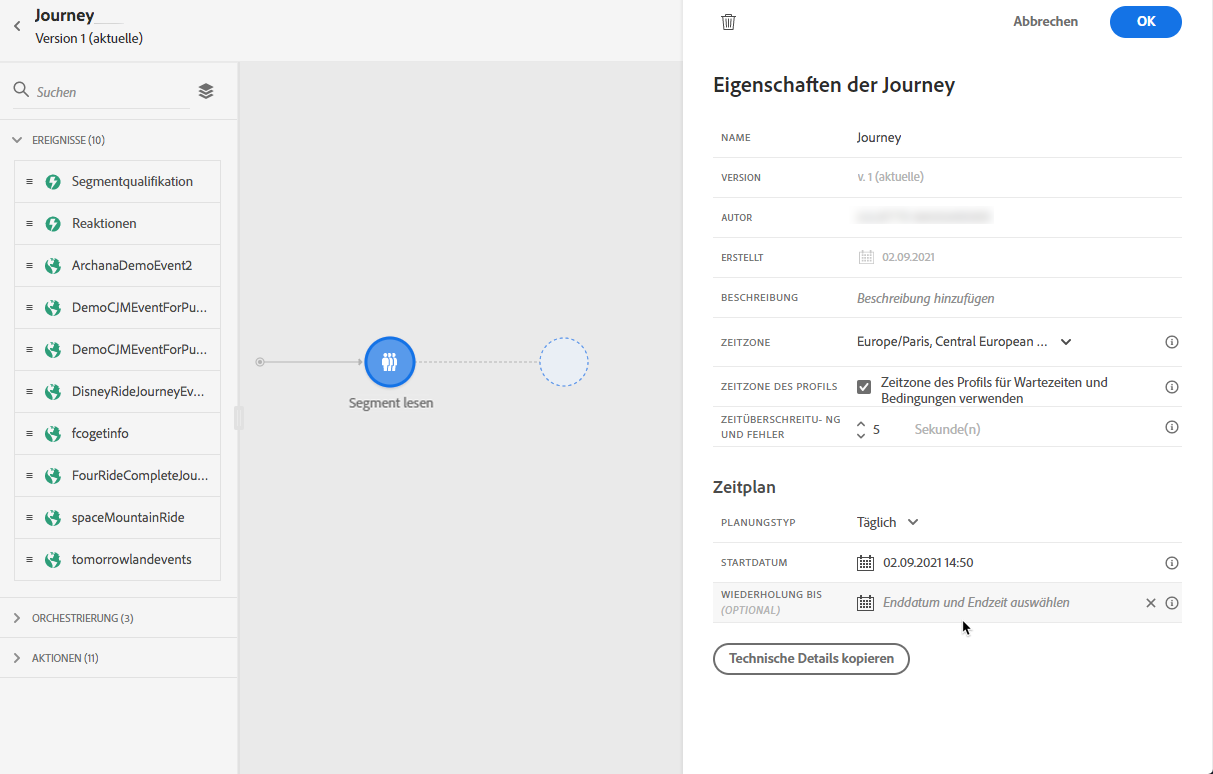 Journey
Version 1 (aktuelle)
Suchen
EREIGNISSE (10)
Segmentqualifikation
Reaktionen
ArchanaDemoEvent2
DemoCJMEventForPu...
DemoCJMEventForPu...
DisneyRideJourneyEv...
fcogetinfo
FourRideCompleteJou...
spaceMountainRide
tomorrowlandevents
ORCHESTRIERUNG (3)
AKTIONEN (11)
Segment lesen
Abbrechen
OK
Eigenschaften der Journey
NAME
Journey
VERSION
v. 1 (aktuelle)
AUTOR
ERSTELLT
02.09.2021
BESCHREIBUNG
Beschreibung hinzufügen
ZEITZONE
Europe/Paris, Central European ...
ZEITZONE DES PROFILS
Zeitzone des Profils für Wartezeiten und
Bedingungen verwenden
ZEITÜBERSCHREITU- NG
UND FEHLER
5
Sekunde(n)
Zeitplan
PLANUNGSTYP
Täglich
STARTDATUM
02.09.2021 14:50
WIEDERHOLUNG BIS
(OPTIONAL)
Enddatum und Endzeit auswählen
Technische Details kopieren